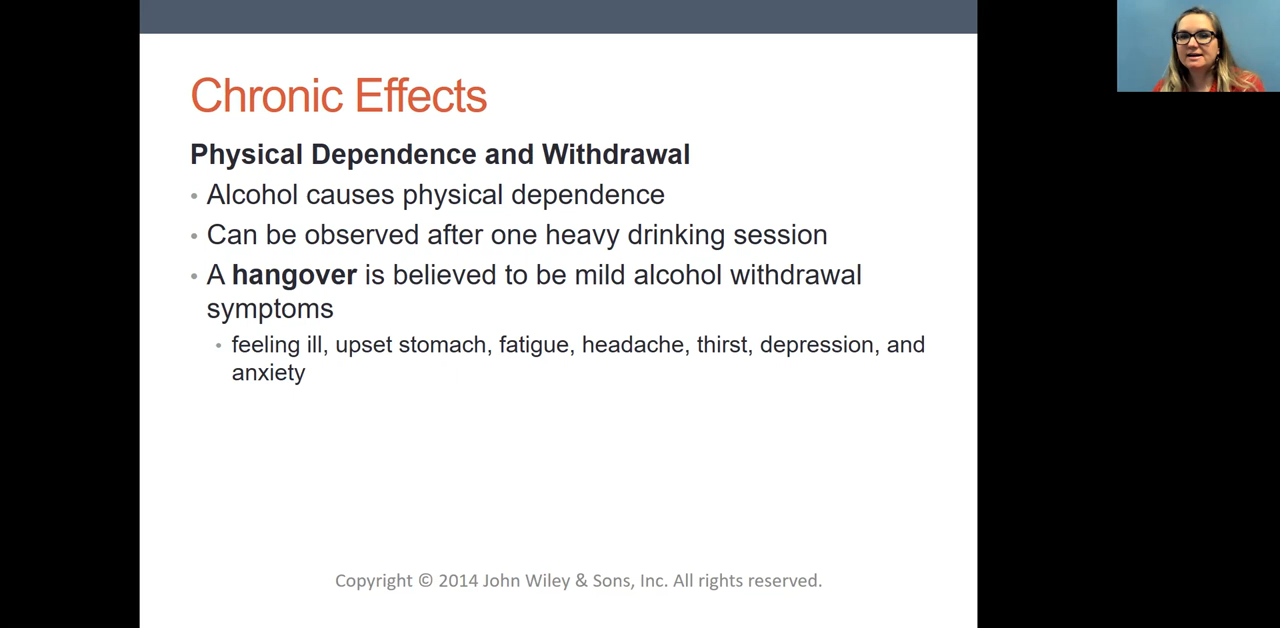 Chronic Effects
Physical Dependence and Withdrawal
• Alcohol causes physical dependence
• Can be observed after one heavy drinking session
• A hangover is believed to be mild alcohol withdrawal
symptoms
• feeling ill, upset stomach, fatigue, headache, thirst, depression, and
anxiety
Copyright © 2014 John Wiley & Sons, Inc. All rights reserved.